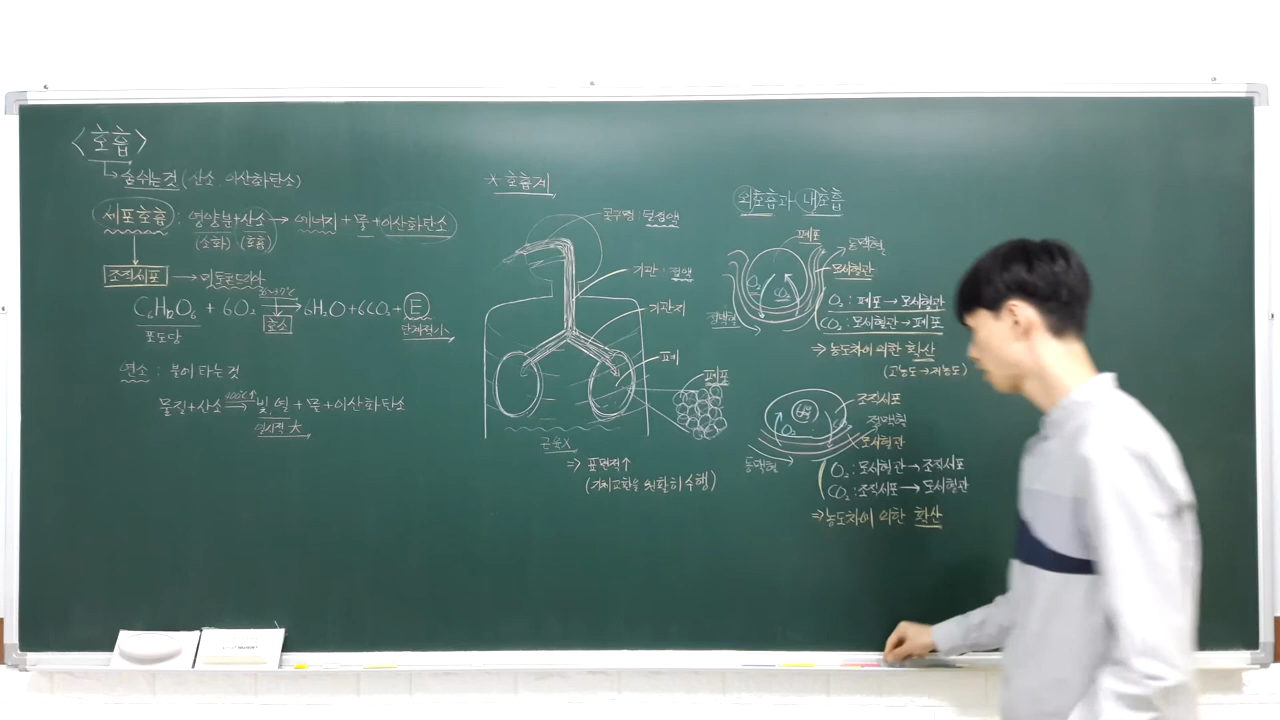 <호흡>
↳숨쉬는것(산소, 이산화탄소)
세포호흡 : 영양분+산소 → 에너지 + 물 + 이산화탄소
(소화) (호흡)
조직세포 → 미토콘드리아
C₆H₁₂O₆ + 6O₂ → 6H₂O + 6CO₂ + E
효소
포도당
단계적
연소 : 불에 타는 것
물질 + 산소 → 빛, 열 + 물 + 이산화탄소
400℃↑
일시적 大
* 호흡계
콧구멍 : 털, 점액
기관 : 점액
기관지
폐
폐포
근육X
⇒ 표면적↑
(기체교환을 원활히 수행)
외호흡과 내호흡
폐포
동맥혈
모세혈관
O₂
CO₂
정맥혈
O₂ : 폐포 → 모세혈관
CO₂ : 모세혈관 → 폐포
⇒ 농도차에 의한 확산
(고농도 → 저농도)
조직세포
정맥혈
모세혈관
O₂
동맥혈
O₂ : 모세혈관 → 조직세포
CO₂ : 조직세포 → 모세혈관
⇒ 농도차에 의한 확산